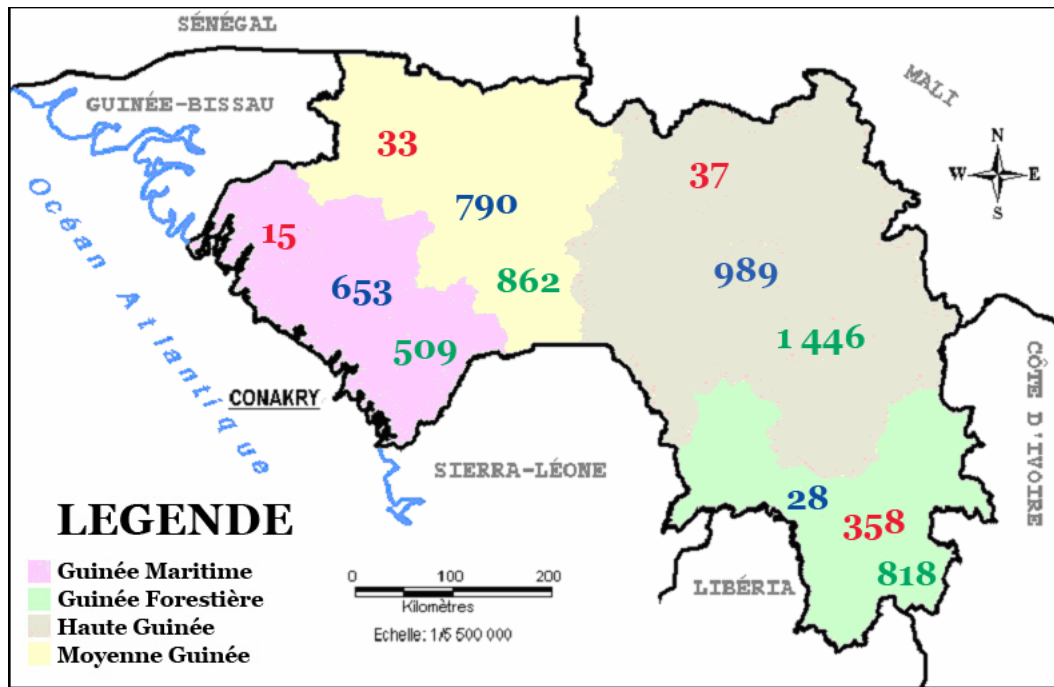 SÉNÉGAL
GUINÉE-BISSAU
MALI
N
W E
S
33
37
790
15
989
653
862
1 446
509
Océan Atlantique
CONAKRY
CÔTE D'IVOIRE
SIERRA-LÉONE
28
358
LEGENDE
818
LIBÉRIA
Guinée Maritime
Guinée Forestière
Haute Guinée
Moyenne Guinée
0 100 200
Kilomètres
Echelle: 1/5 500 000